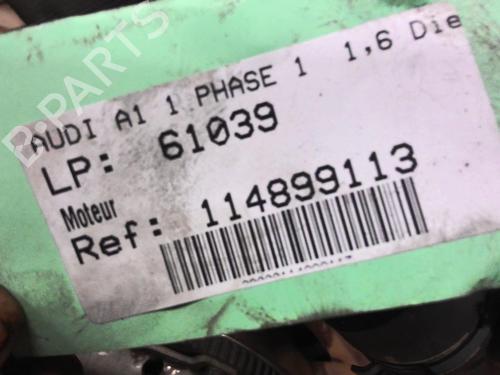 B-PARTS
AUDI A1 1 PHASE 1 1,6 Die
LP: 61039
Moteur
Ref: 114899113